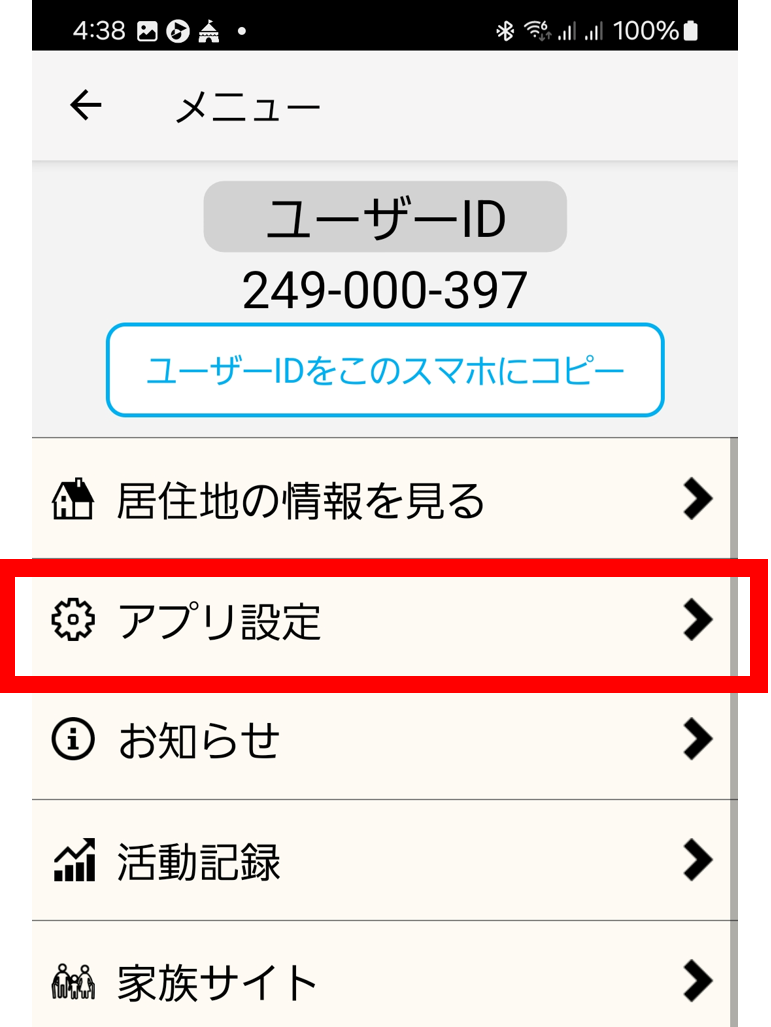 4:38 100%
メニュー
ユーザーID
249-000-397
ユーザーIDをこのスマホにコピー
居住地の情報を見る
アプリ設定
お知らせ
活動記録
家族サイト